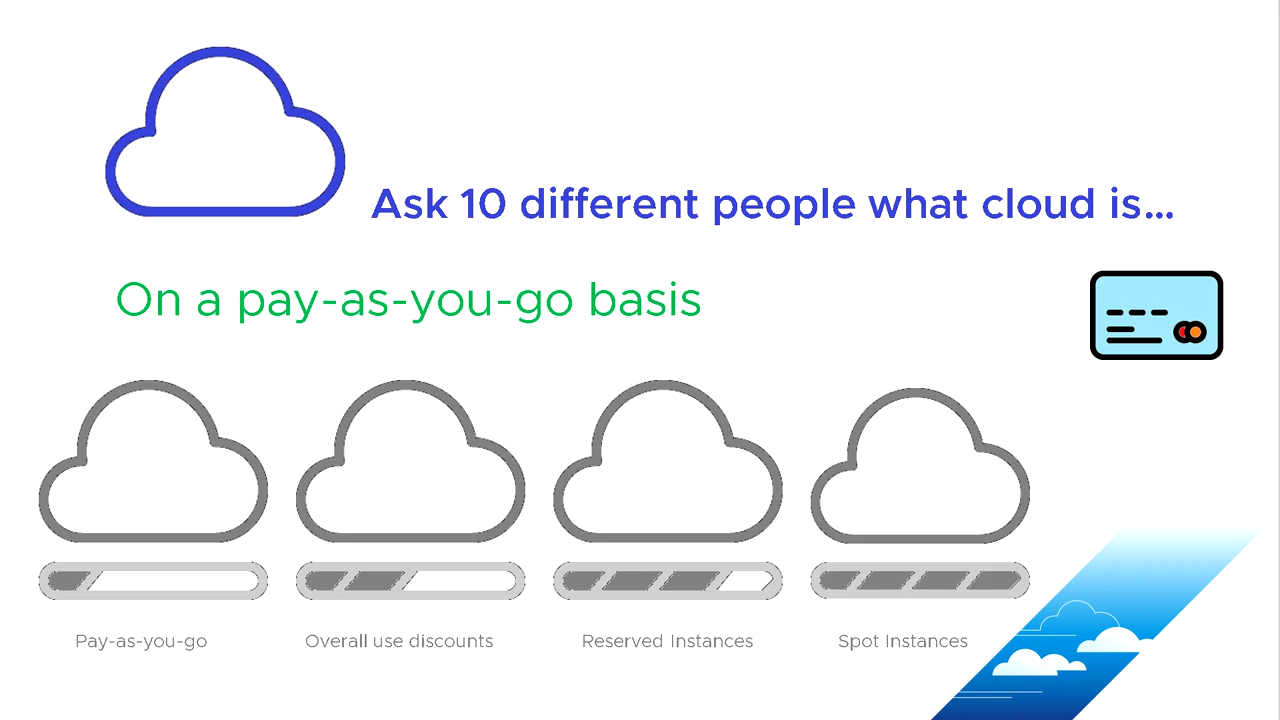 Ask 10 different people what cloud is...
On a pay-as-you-go basis
Pay-as-you-go
Overall use discounts
Reserved Instances
Spot Instances